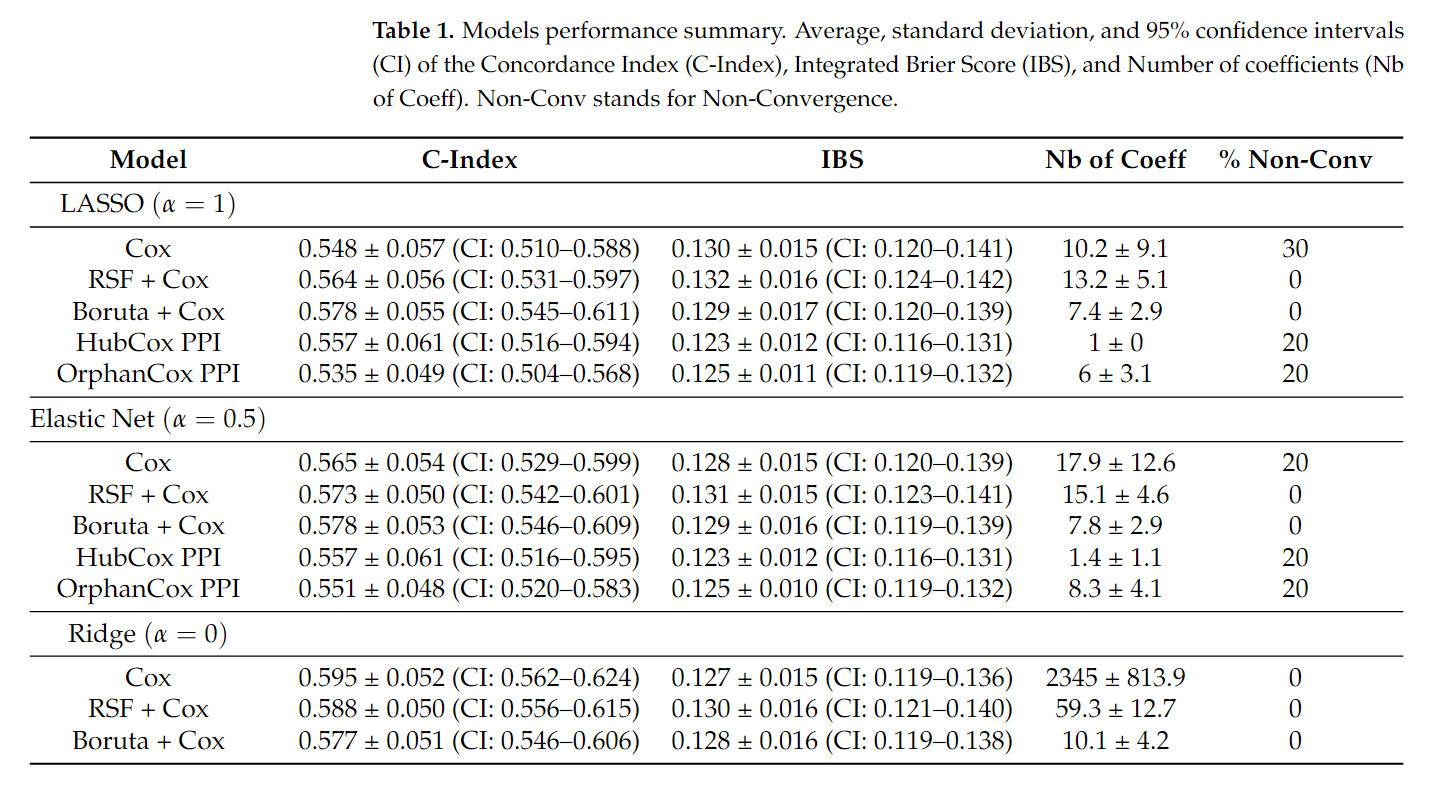 Table 1. Models performance summary. Average, standard deviation, and 95% confidence intervals
(CI) of the Concordance Index (C-Index), Integrated Brier Score (IBS), and Number of coefficients (Nb
of Coeff). Non-Conv stands for Non-Convergence.
Model C-Index IBS Nb of Coeff % Non-Conv
LASSO (α = 1)
Cox 0.548 ± 0.057 (CI: 0.510–0.588) 0.130 ± 0.015 (CI: 0.120–0.141) 10.2 ± 9.1 30
RSF + Cox 0.564 ± 0.056 (CI: 0.531–0.597) 0.132 ± 0.016 (CI: 0.124–0.142) 13.2 ± 5.1 0
Boruta + Cox 0.578 ± 0.055 (CI: 0.545–0.611) 0.129 ± 0.017 (CI: 0.120–0.139) 7.4 ± 2.9 0
HubCox PPI 0.557 ± 0.061 (CI: 0.516–0.594) 0.123 ± 0.012 (CI: 0.116–0.131) 1 ± 0 20
OrphanCox PPI 0.535 ± 0.049 (CI: 0.504–0.568) 0.125 ± 0.011 (CI: 0.119–0.132) 6 ± 3.1 20
Elastic Net (α = 0.5)
Cox 0.565 ± 0.054 (CI: 0.529–0.599) 0.128 ± 0.015 (CI: 0.120–0.139) 17.9 ± 12.6 20
RSF + Cox 0.573 ± 0.050 (CI: 0.542–0.601) 0.131 ± 0.015 (CI: 0.123–0.141) 15.1 ± 4.6 0
Boruta + Cox 0.578 ± 0.053 (CI: 0.546–0.609) 0.129 ± 0.016 (CI: 0.119–0.139) 7.8 ± 2.9 0
HubCox PPI 0.557 ± 0.061 (CI: 0.516–0.595) 0.123 ± 0.012 (CI: 0.116–0.131) 1.4 ± 1.1 20
OrphanCox PPI 0.551 ± 0.048 (CI: 0.520–0.583) 0.125 ± 0.010 (CI: 0.119–0.132) 8.3 ± 4.1 20
Ridge (α = 0)
Cox 0.595 ± 0.052 (CI: 0.562–0.624) 0.127 ± 0.015 (CI: 0.119–0.136) 2345 ± 813.9 0
RSF + Cox 0.588 ± 0.050 (CI: 0.556–0.615) 0.130 ± 0.016 (CI: 0.121–0.140) 59.3 ± 12.7 0
Boruta + Cox 0.577 ± 0.051 (CI: 0.546–0.606) 0.128 ± 0.016 (CI: 0.119–0.138) 10.1 ± 4.2 0